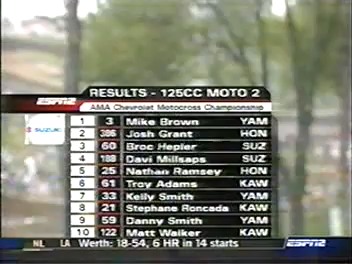 RESULTS - 125CC MOTO 2
ESPN2
AMA Chevrolet Motocross Championship
SUZUKI
1 3 Mike Brown YAM
2 386 Josh Grant HON
3 60 Broc Hepler SUZ
4 188 Davi Millsaps SUZ
5 25 Nathan Ramsey HON
6 61 Troy Adams KAW
7 33 Kelly Smith YAM
8 21 Stephane Roncada KAW
9 59 Danny Smith YAM
10 122 Matt Walker KAW
NL LA Werth: 18-54, 6 HR in 14 starts ESPN2